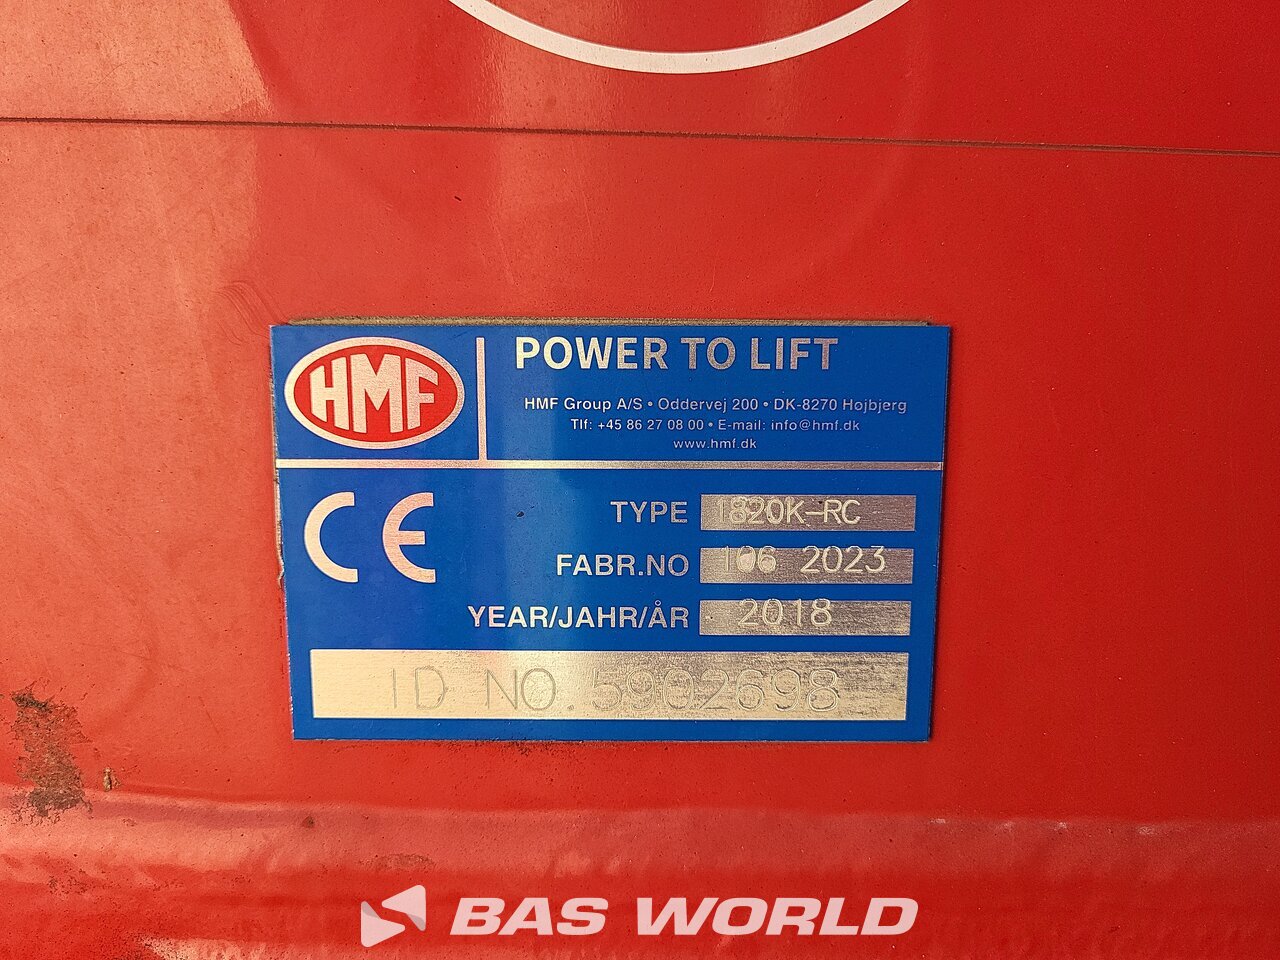 HMF
POWER TO LIFT
HMF Group A/S • Oddervej 200 • DK-8270 Højbjerg
Tlf: +45 86 27 08 00 • E-mail: info@hmf.dk
www.hmf.dk
CE
TYPE 1820K-RC
FABR.NO 106 2023
YEAR/JAHR/ÅR 2018
ID NO.5902698
BAS WORLD